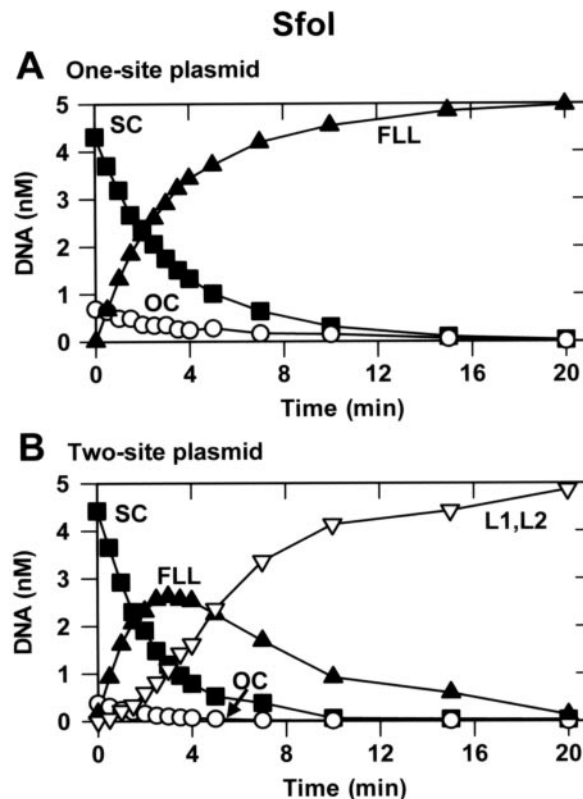 SfoI
A One-site plasmid
5
4
3
2
1
0
DNA (nM)
SC
FLL
OC
0 4 8 12 16 20
Time (min)
B Two-site plasmid
5
4
3
2
1
0
DNA (nM)
SC
FLL
OC
L1,L2
0 4 8 12 16 20
Time (min)